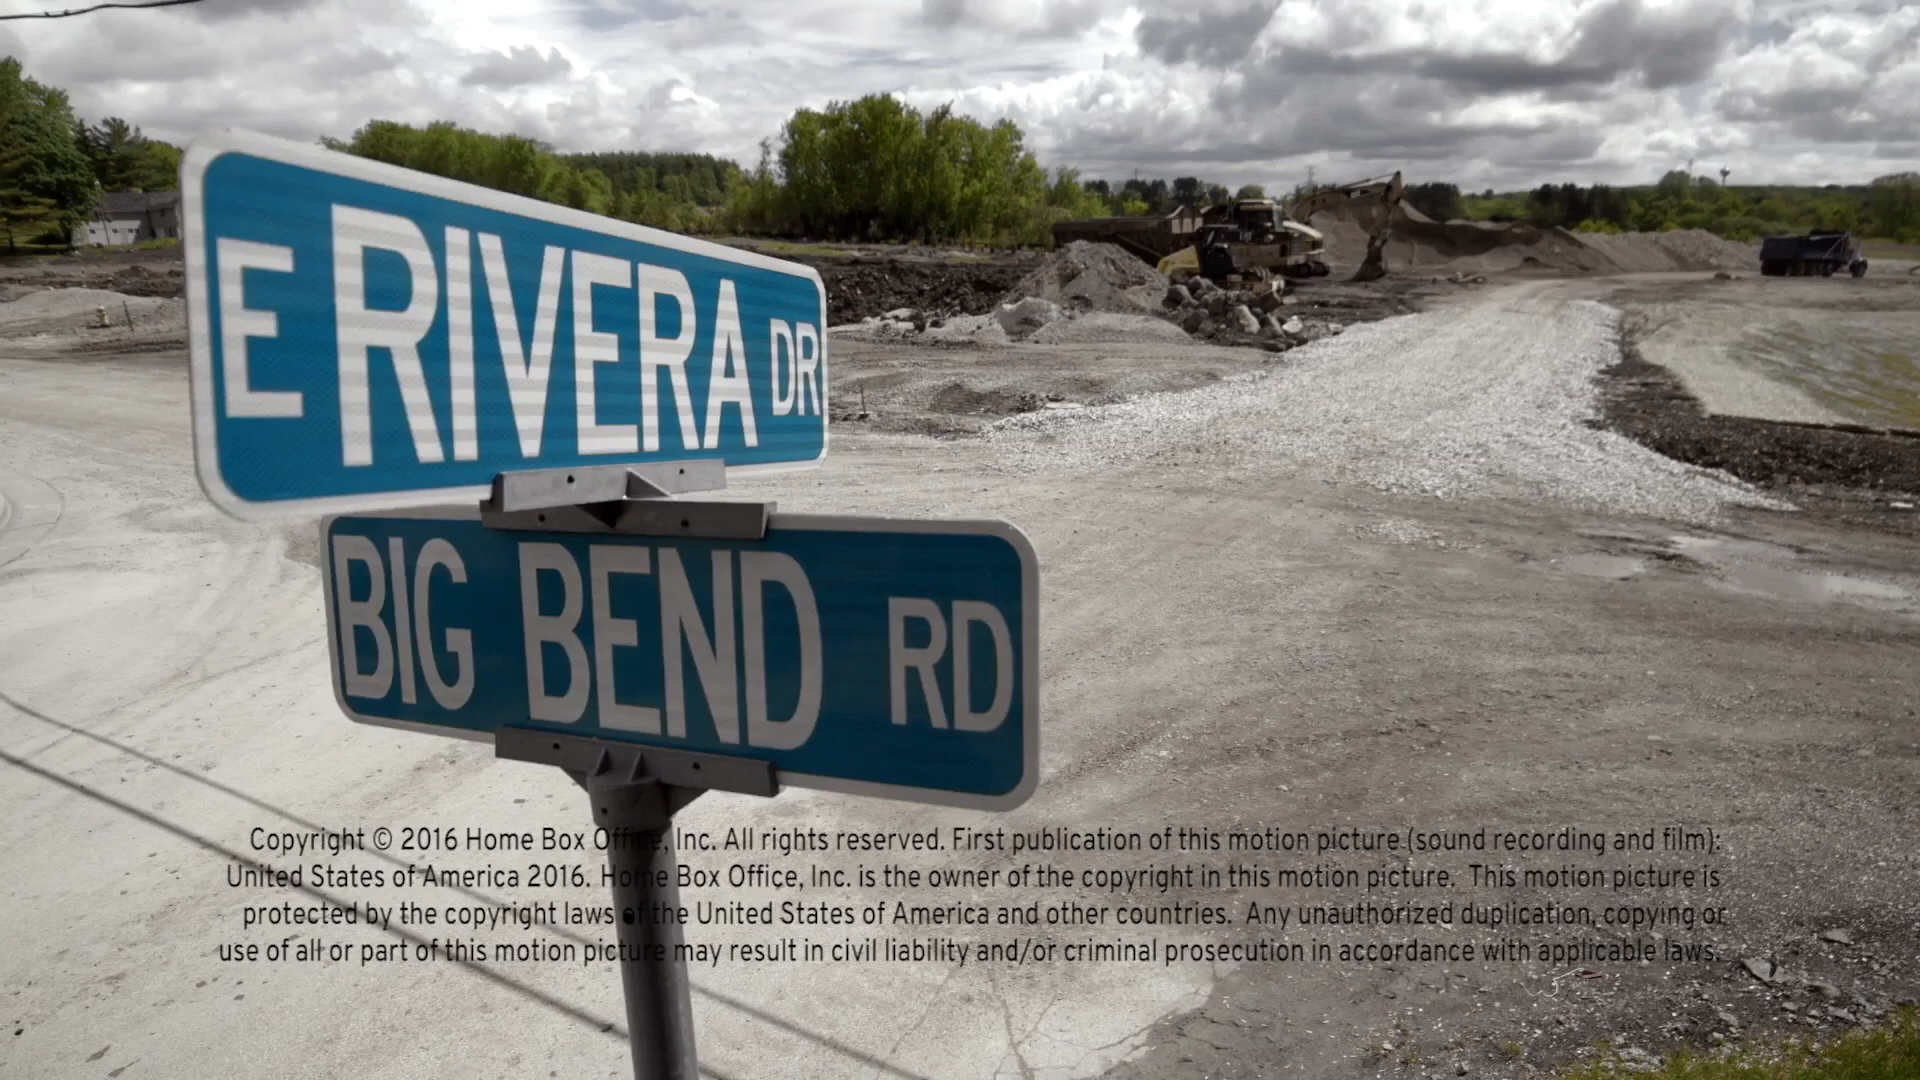 E RIVERA DR
BIG BEND RD
Copyright © 2016 Home Box Office, Inc. All rights reserved. First publication of this motion picture (sound recording and film):
United States of America 2016. Home Box Office, Inc. is the owner of the copyright in this motion picture. This motion picture is
protected by the copyright laws of the United States of America and other countries. Any unauthorized duplication, copying or
use of all or part of this motion picture may result in civil liability and/or criminal prosecution in accordance with applicable laws.